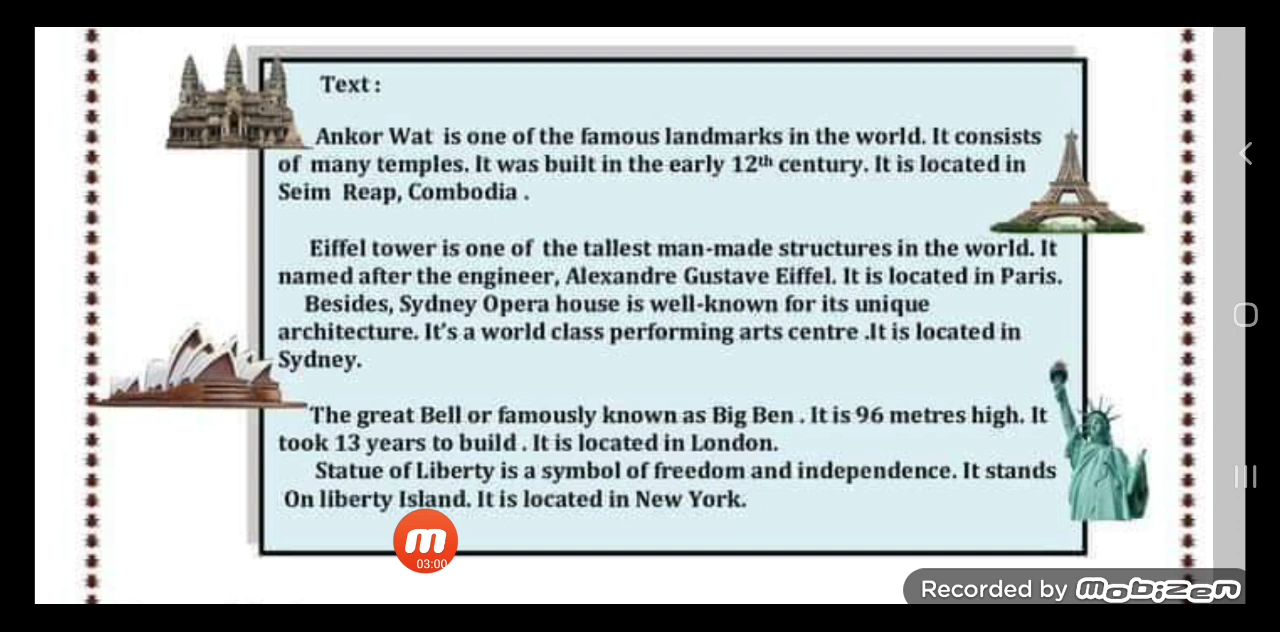 Text :
Ankor Wat is one of the famous landmarks in the world. It consists
of many temples. It was built in the early 12th century. It is located in
Seim Reap, Combodia .
Eiffel tower is one of the tallest man-made structures in the world. It
named after the engineer, Alexandre Gustave Eiffel. It is located in Paris.
Besides, Sydney Opera house is well-known for its unique
architecture. It's a world class performing arts centre .It is located in
Sydney.
The great Bell or famously known as Big Ben . It is 96 metres high. It
took 13 years to build . It is located in London.
Statue of Liberty is a symbol of freedom and independence. It stands
On liberty Island. It is located in New York.
m
03:00
Recorded by Mobizen